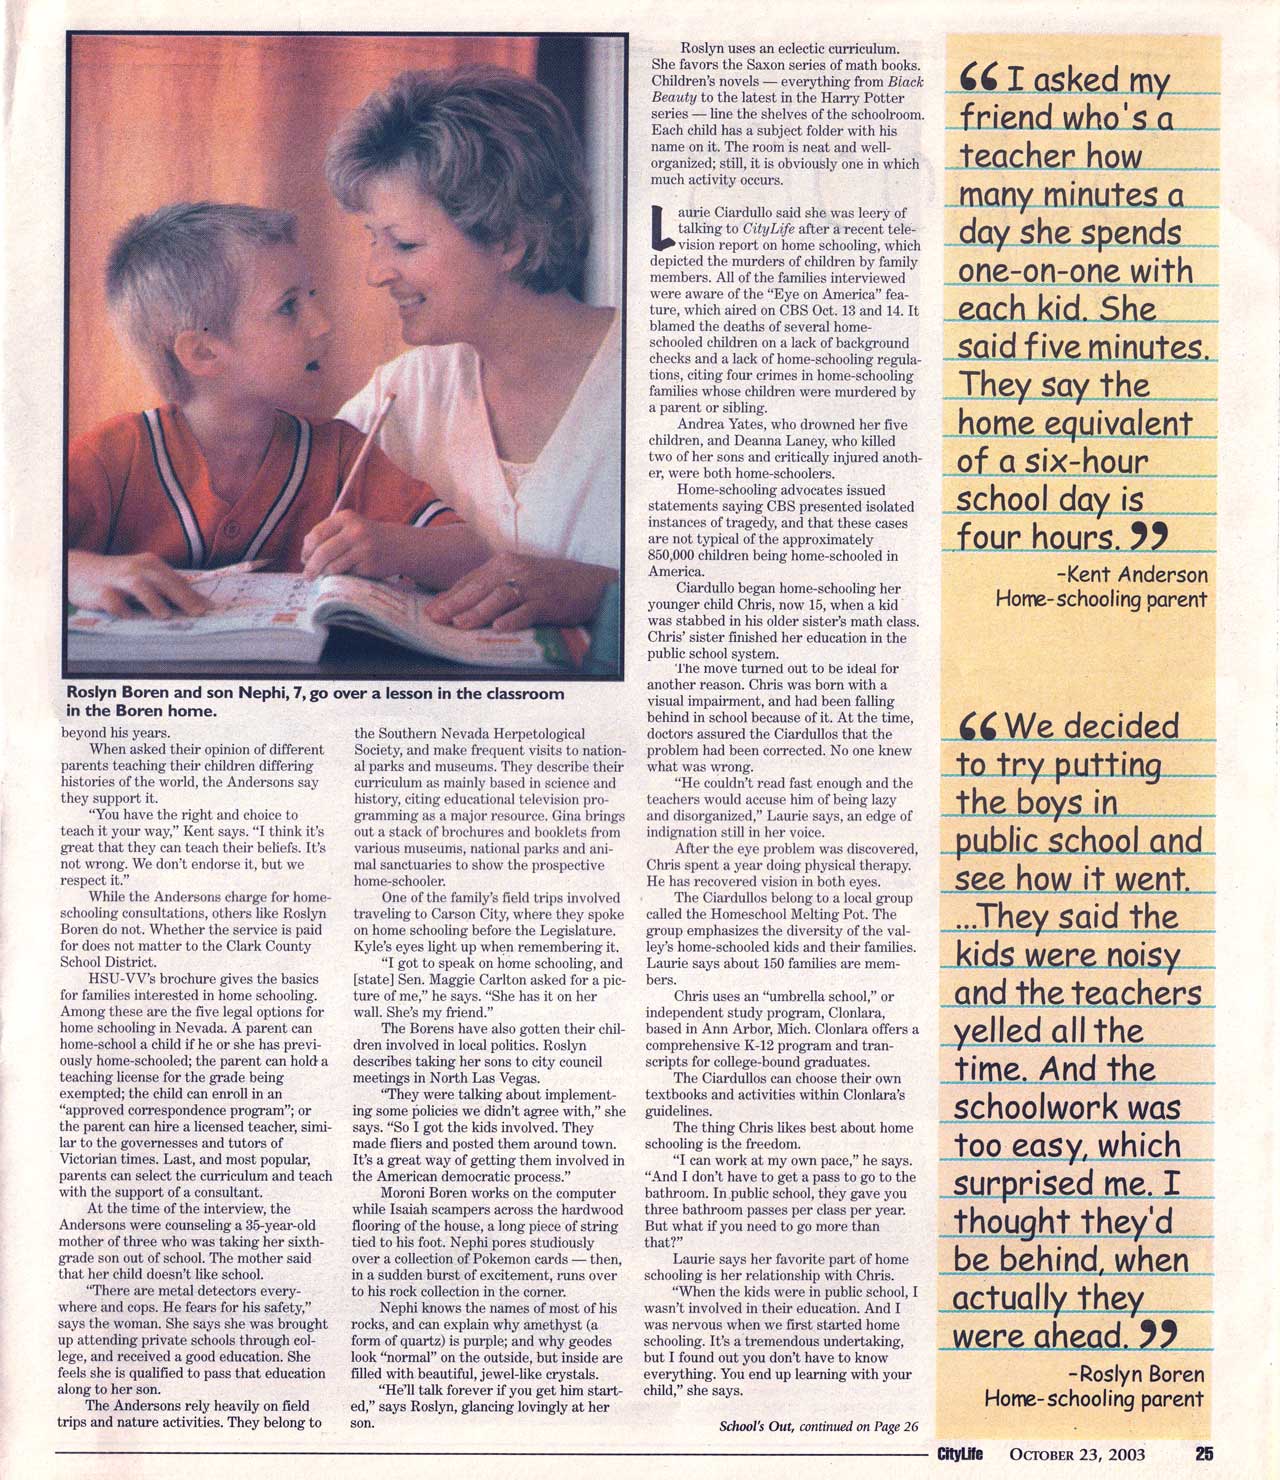 Roslyn Boren and son Nephi, 7, go over a lesson in the classroom
in the Boren home.
beyond his years.
When asked their opinion of different
parents teaching their children differing
histories of the world, the Andersons say
they support it.
"You have the right and choice to
teach it your way," Kent says. "I think it's
great that they can teach their beliefs. It's
not wrong. We don't endorse it, but we
respect it."
While the Andersons charge for home-
schooling consultations, others like Roslyn
Boren do not. Whether the service is paid
for does not matter to the Clark County
School District.
HSU-VV's brochure gives the basics
for families interested in home schooling.
Among these are the five legal options for
home schooling in Nevada. A parent can
home-school a child if he or she has previ-
ously home-schooled; the parent can hold a
teaching license for the grade being
exempted; the child can enroll in an
"approved correspondence program"; or
the parent can hire a licensed teacher, simi-
lar to the governesses and tutors of
Victorian times. Last, and most popular,
parents can select the curriculum and teach
with the support of a consultant.
At the time of the interview, the
Andersons were counseling a 35-year-old
mother of three who was taking her sixth-
grade son out of school. The mother said
that her child doesn't like school.
"There are metal detectors every-
where and cops. He fears for his safety,"
says the woman. She says she was brought
up attending private schools through col-
lege, and received a good education. She
feels she is qualified to pass that education
along to her son.
The Andersons rely heavily on field
trips and nature activities. They belong to
the Southern Nevada Herpetological
Society, and make frequent visits to nation-
al parks and museums. They describe their
curriculum as mainly based in science and
history, citing educational television pro-
gramming as a major resource. Gina brings
out a stack of brochures and booklets from
various museums, national parks and ani-
mal sanctuaries to show the prospective
home-schooler.
One of the family's field trips involved
traveling to Carson City, where they spoke
on home schooling before the Legislature.
Kyle's eyes light up when remembering it.
"I got to speak on home schooling, and
[state] Sen. Maggie Carlton asked for a pic-
ture of me," he says. "She has it on her
wall. She's my friend."
The Borens have also gotten their chil-
dren involved in local politics. Roslyn
describes taking her sons to city council
meetings in North Las Vegas.
"They were talking about implement-
ing some policies we didn't agree with," she
says. "So I got the kids involved. They
made fliers and posted them around town.
It's a great way of getting them involved in
the American democratic process."
Moroni Boren works on the computer
while Isaiah scampers across the hardwood
flooring of the house, a long piece of string
tied to his foot. Nephi pores studiously
over a collection of Pokemon cards — then,
in a sudden burst of excitement, runs over
to his rock collection in the corner.
Nephi knows the names of most of his
rocks, and can explain why amethyst (a
form of quartz) is purple; and why geodes
look "normal" on the outside, but inside are
filled with beautiful, jewel-like crystals.
"He'll talk forever if you get him start-
ed," says Roslyn, glancing lovingly at her
son.
Roslyn uses an eclectic curriculum.
She favors the Saxon series of math books.
Children's novels — everything from Black
Beauty to the latest in the Harry Potter
series — line the shelves of the schoolroom.
Each child has a subject folder with his
name on it. The room is neat and well-
organized; still, it is obviously one in which
much activity occurs.
Laurie Ciardullo said she was leery of
talking to CityLife after a recent tele-
vision report on home schooling, which
depicted the murders of children by family
members. All of the families interviewed
were aware of the "Eye on America" fea-
ture, which aired on CBS Oct. 13 and 14. It
blamed the deaths of several home-
schooled children on a lack of background
checks and a lack of home-schooling regula-
tions, citing four crimes in home-schooling
families whose children were murdered by
a parent or sibling.
Andrea Yates, who drowned her five
children, and Deanna Laney, who killed
two of her sons and critically injured anoth-
er, were both home-schoolers.
Home-schooling advocates issued
statements saying CBS presented isolated
instances of tragedy, and that these cases
are not typical of the approximately
850,000 children being home-schooled in
America.
Ciardullo began home-schooling her
younger child Chris, now 15, when a kid
was stabbed in his older sister's math class.
Chris' sister finished her education in the
public school system.
The move turned out to be ideal for
another reason. Chris was born with a
visual impairment, and had been falling
behind in school because of it. At the time,
doctors assured the Ciardullos that the
problem had been corrected. No one knew
what was wrong.
"He couldn't read fast enough and the
teachers would accuse him of being lazy
and disorganized," Laurie says, an edge of
indignation still in her voice.
After the eye problem was discovered,
Chris spent a year doing physical therapy.
He has recovered vision in both eyes.
The Ciardullos belong to a local group
called the Homeschool Melting Pot. The
group emphasizes the diversity of the val-
ley's home-schooled kids and their families.
Laurie says about 150 families are mem-
bers.
Chris uses an "umbrella school," or
independent study program, Clonlara,
based in Ann Arbor, Mich. Clonlara offers a
comprehensive K-12 program and tran-
scripts for college-bound graduates.
The Ciardullos can choose their own
textbooks and activities within Clonlara's
guidelines.
The thing Chris likes best about home
schooling is the freedom.
"I can work at my own pace," he says.
"And I don't have to get a pass to go to the
bathroom. In public school, they gave you
three bathroom passes per class per year.
But what if you need to go more than
that?"
Laurie says her favorite part of home
schooling is her relationship with Chris.
"When the kids were in public school, I
wasn't involved in their education. And I
was nervous when we first started home
schooling. It's a tremendous undertaking,
but I found out you don't have to know
everything. You end up learning with your
child," she says.
School's Out, continued on Page 26
"I asked my
friend who's a
teacher how
many minutes a
day she spends
one-on-one with
each kid. She
said five minutes.
They say the
home equivalent
of a six-hour
school day is
four hours."
-Kent Anderson
Home-schooling parent
"We decided
to try putting
the boys in
public school and
see how it went.
...They said the
kids were noisy
and the teachers
yelled all the
time. And the
schoolwork was
too easy, which
surprised me. I
thought they'd
be behind, when
actually they
were ahead."
-Roslyn Boren
Home-schooling parent
CityLife OCTOBER 23, 2003 25